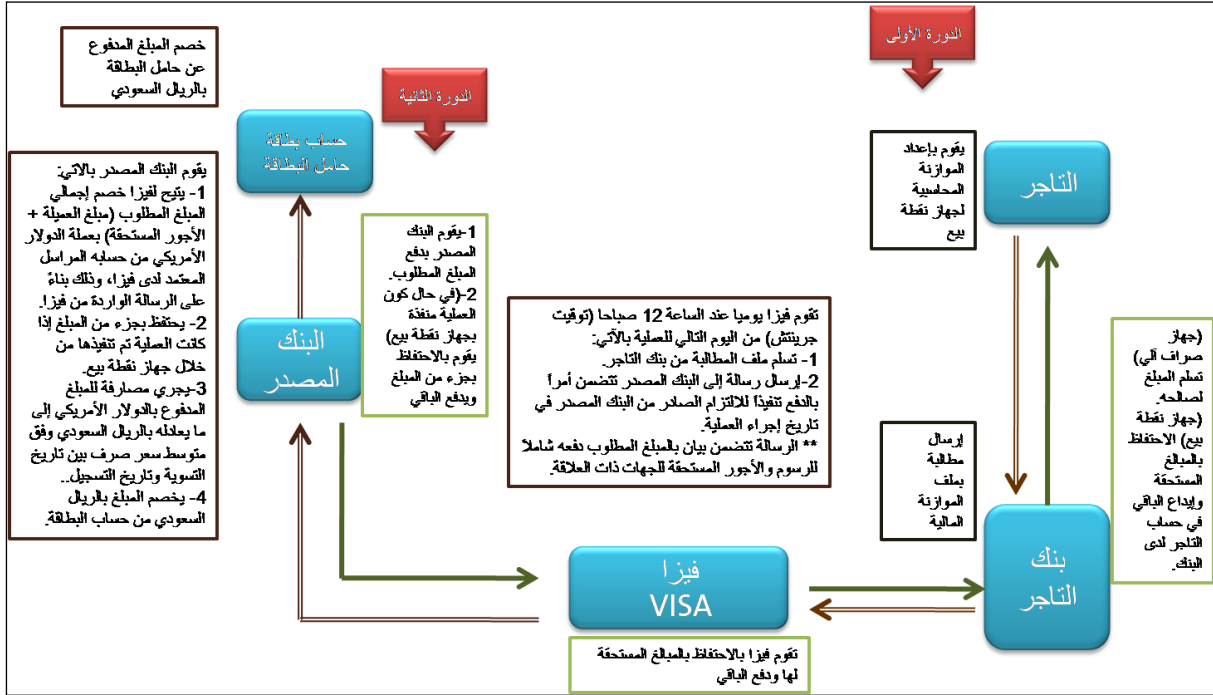 الدورة الأولى
التاجر
يقوم بإعداد
الموازنة
المحاسبية
لجهاز نقطة
بيع
إرسال
مطالبة
بملف
الموازنة
المالية
(جهاز
صراف آلي)
تسلم المبلغ
لصالحه.
(جهاز نقطة
بيع) الاحتفاظ
بالمبالغ
المستحقة
وإيداع الباقي
في حساب
التاجر لدى
البنك.
بنك
التاجر
تقوم فيزا يوميا عند الساعة 12 صباحا (توقيت
جرينتش) من اليوم التالي للعملية بالآتي:
1- تسلم ملف المطالبة من بنك التاجر.
2-إرسال رسالة إلى البنك المصدر تتضمن أمراً
بالدفع تنفيذاً للالتزام الصادر من البنك المصدر في
تاريخ إجراء العملية.
** الرسالة تتضمن بيان بالمبلغ المطلوب دفعه شاملا
للرسوم والأجور المستحقة للجهات ذات العلاقة.
فيزا
VISA
تقوم فيزا بالاحتفاظ بالمبالغ المستحقة
لها ودفع الباقي
الدورة الثانية
حساب بطاقة
حامل البطاقة
خصم المبلغ المدفوع
عن حامل البطاقة
بالريال السعودي
1-يقوم البنك
المصدر بدفع
المبلغ المطلوب.
2-(في حال كون
العملية منفذة
بجهاز نقطة بيع)
يقوم بالاحتفاظ
بجزء من المبلغ
ويدفع الباقي
البنك
المصدر
يقوم البنك المصدر بالاتي:
1- يتيح لفيزا خصم إجمالي
المبلغ المطلوب (مبلغ العميلة +
الأجور المستحقة) بعملة الدولار
الأمريكي من حسابه المراسل
المعتمد لدى فيزا، وذلك بناءً
على الرسالة الواردة من فيزا.
2- يحتفظ بجزء من المبلغ إذا
كانت العملية تم تنفيذها من
خلال جهاز نقطة بيع.
3-يجري مصارفة للمبلغ
المدفوع بالدولار الأمريكي إلى
ما يعادله بالريال السعودي وفق
متوسط سعر صرف بين تاريخ
التسوية وتاريخ التسجيل..
4- يخصم المبلغ بالريال
السعودي من حساب البطاقة.